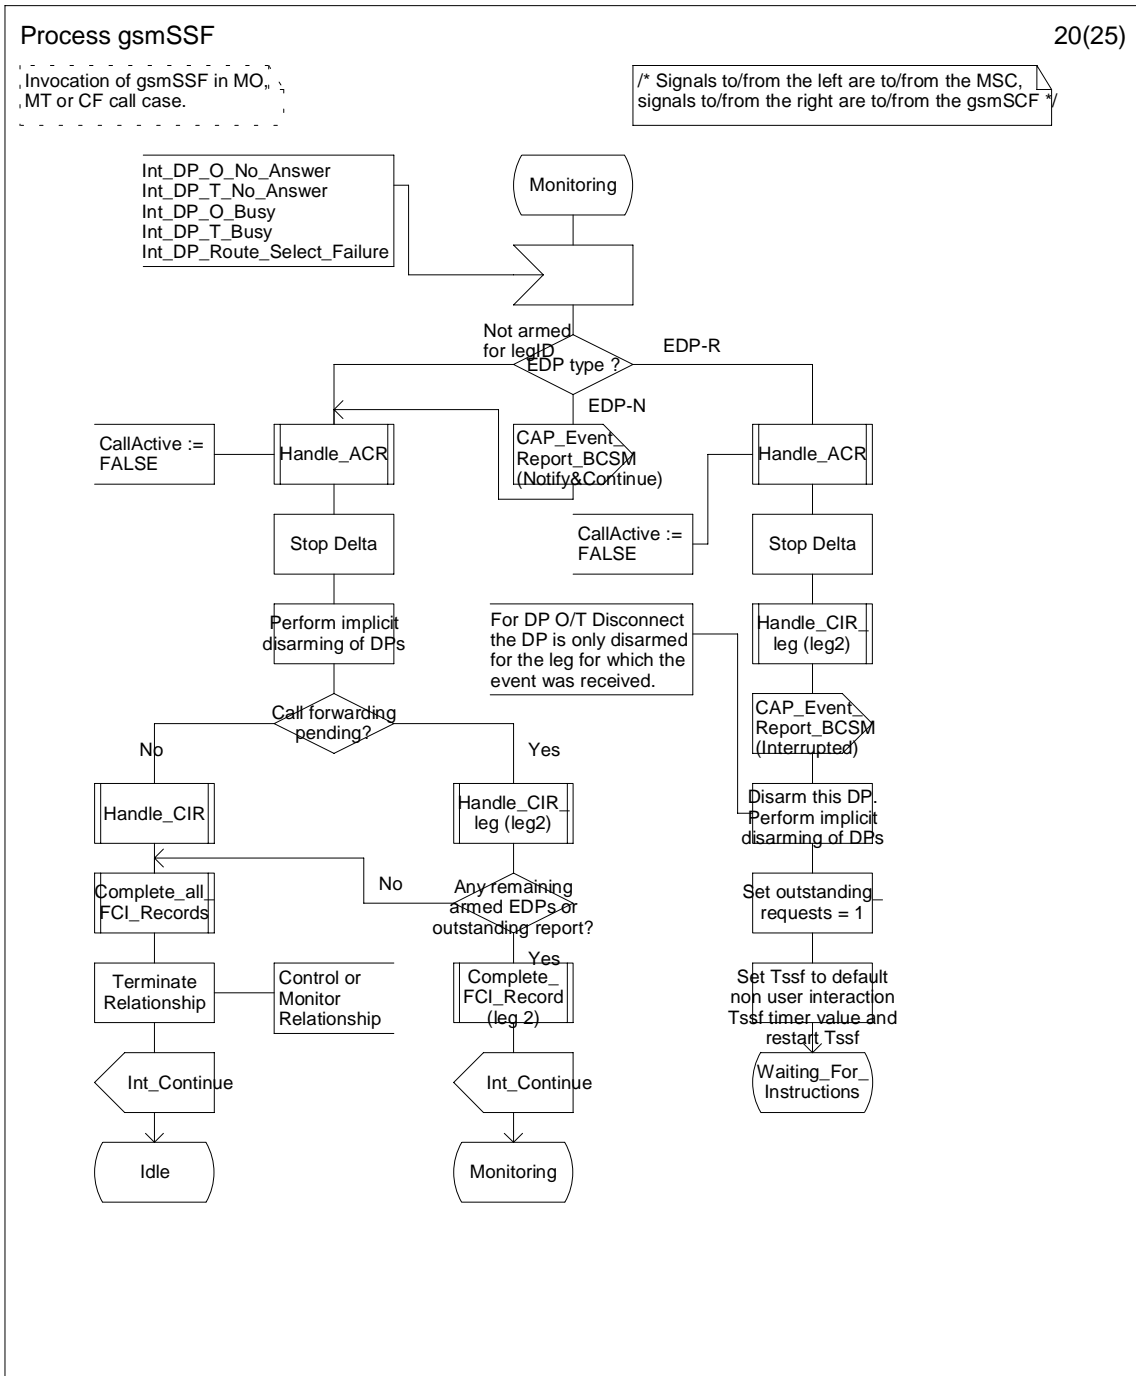 Process gsmSSF
20(25)
Invocation of gsmSSF in MO,
MT or CF call case.
/* Signals to/from the left are to/from the MSC,
signals to/from the right are to/from the gsmSCF */
Int_DP_O_No_Answer
Int_DP_T_No_Answer
Int_DP_O_Busy
Int_DP_T_Busy
Int_DP_Route_Select_Failure
Monitoring
Not armed
for legID
EDP type ?
EDP-R
EDP-N
CallActive :=
FALSE
Handle_ACR
CAP_Event_
Report_BCSM
(Notify&Continue)
Handle_ACR
Stop Delta
CallActive :=
FALSE
Stop Delta
Perform implicit
disarming of DPs
For DP O/T Disconnect
the DP is only disarmed
for the leg for which the
event was received.
Handle_CIR_
leg (leg2)
Call forwarding
pending?
CAP_Event_
Report_BCSM
(Interrupted)
No
Yes
Handle_CIR
Handle_CIR_
leg (leg2)
Disarm this DP.
Perform implicit
disarming of DPs
Complete_all_
FCI_Records
No
Any remaining
armed EDPs or
outstanding report?
Set outstanding_
requests = 1
Yes
Terminate
Relationship
Control or
Monitor
Relationship
Complete_
FCI_Record
(leg 2)
Set Tssf to default
non user interaction
Tssf timer value and
restart Tssf
Int_Continue
Int_Continue
Waiting_For_
Instructions
Idle
Monitoring